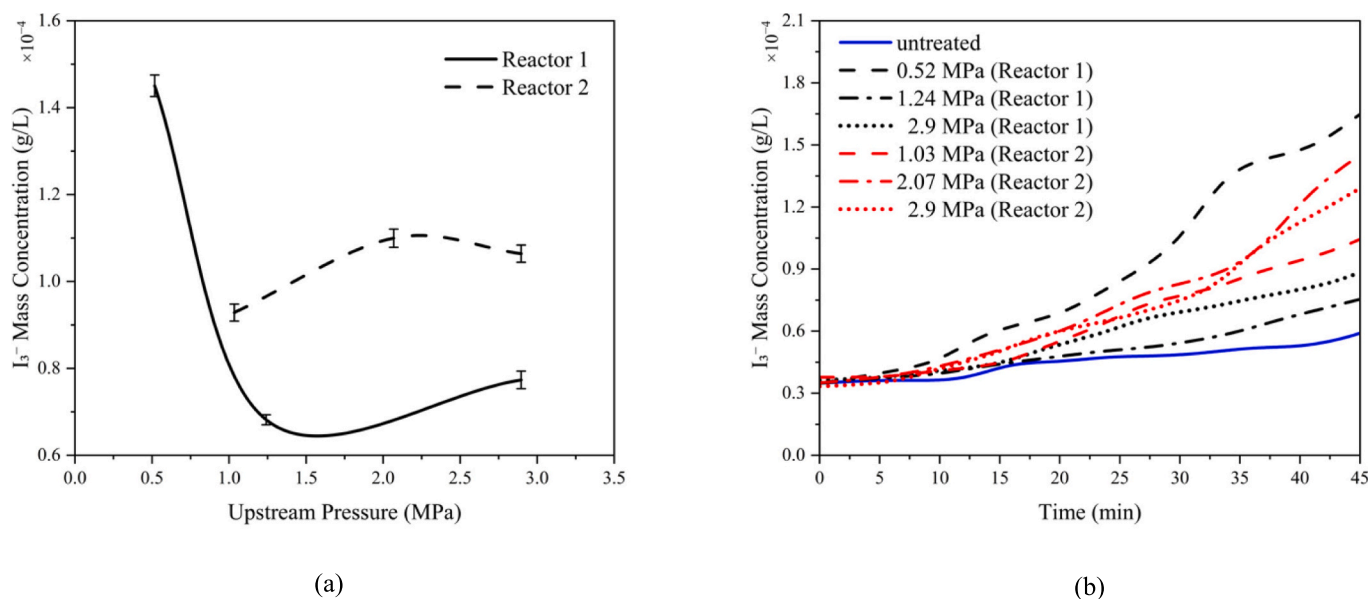 ×10⁻⁴
I₃⁻ Mass Concentration (g/L)
1.6
1.4
1.2
1.0
0.8
0.6
0.0 0.5 1.0 1.5 2.0 2.5 3.0 3.5
Upstream Pressure (MPa)
Reactor 1
Reactor 2
(a)
×10⁻⁴
I₃⁻ Mass Concentration (g/L)
2.1
1.8
1.5
1.2
0.9
0.6
0.3
0.0
0 5 10 15 20 25 30 35 40 45
Time (min)
untreated
0.52 MPa (Reactor 1)
1.24 MPa (Reactor 1)
2.9 MPa (Reactor 1)
1.03 MPa (Reactor 2)
2.07 MPa (Reactor 2)
2.9 MPa (Reactor 2)
(b)